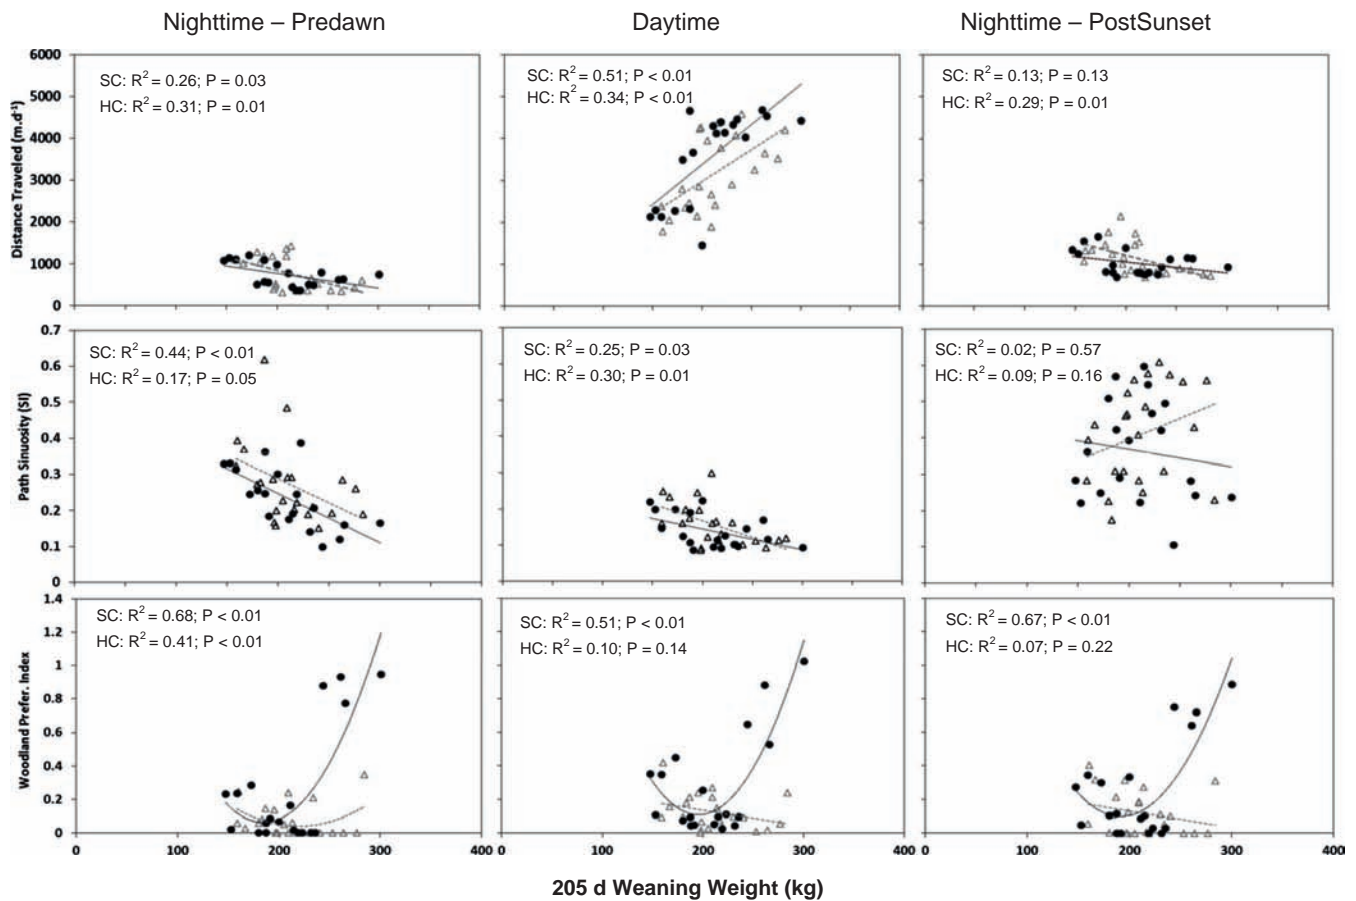 Nighttime – Predawn
Daytime
Nighttime – PostSunset
Distance Traveled (m.d⁻¹)
6000
5000
4000
3000
2000
1000
0
SC: R² = 0.26; P = 0.03
HC: R² = 0.31; P = 0.01
SC: R² = 0.51; P < 0.01
HC: R² = 0.34; P < 0.01
SC: R² = 0.13; P = 0.13
HC: R² = 0.29; P = 0.01
Path Sinuosity (SI)
0.7
0.6
0.5
0.4
0.3
0.2
0.1
0
SC: R² = 0.44; P < 0.01
HC: R² = 0.17; P = 0.05
SC: R² = 0.25; P = 0.03
HC: R² = 0.30; P = 0.01
SC: R² = 0.02; P = 0.57
HC: R² = 0.09; P = 0.16
Woodland Prefer. Index
1.4
1.2
1
0.8
0.6
0.4
0.2
0
SC: R² = 0.68; P < 0.01
HC: R² = 0.41; P < 0.01
SC: R² = 0.51; P < 0.01
HC: R² = 0.10; P = 0.14
SC: R² = 0.67; P < 0.01
HC: R² = 0.07; P = 0.22
0 100 200 300 400
0 100 200 300 400
0 100 200 300 400
205 d Weaning Weight (kg)